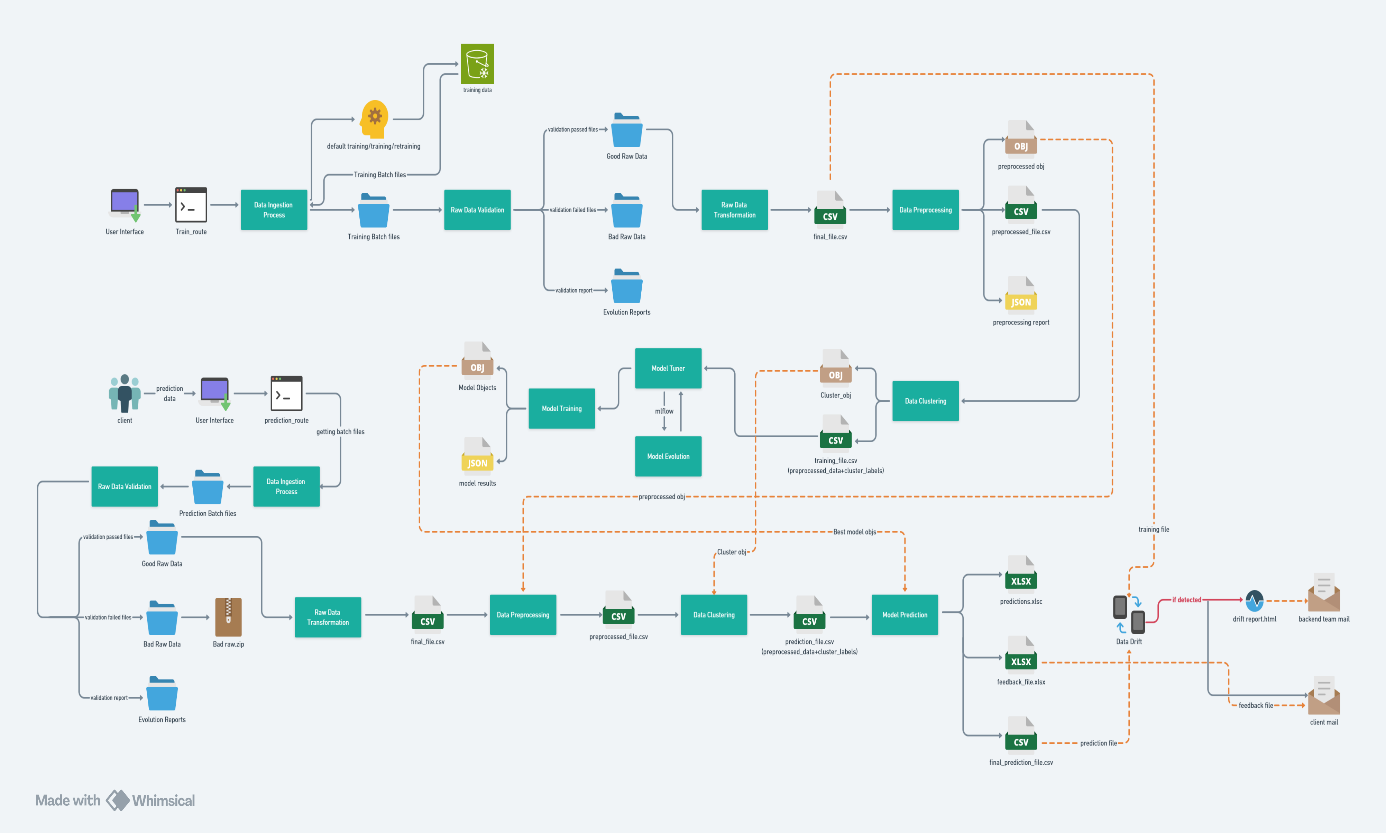 training data
default training/training/retraining
Training Batch files
User Interface
>_
Train_route
Data Ingestion
Process
Training Batch files
Raw Data Validation
validation passed files
Good Raw Data
validation failed files
Bad Raw Data
validation report
Evolution Reports
Raw Data
Transformation
CSV
final_file.csv
Data Preprocessing
OBJ
preprocessed obj
CSV
preprocessed_file.csv
JSON
preprocessing report
Data Clustering
OBJ
Cluster_obj
CSV
training_file.csv
(preprocessed_data+cluster_labels)
Model Tuner
mlflow
Model Evolution
Model Training
OBJ
Model Objects
JSON
model results
client
prediction
data
User Interface
>_
prediction_route
getting batch files
Data Ingestion
Process
Prediction Batch files
Raw Data Validation
validation passed files
Good Raw Data
validation failed files
Bad Raw Data
Bad raw.zip
validation report
Evolution Reports
Raw Data
Transformation
CSV
final_file.csv
preprocessed obj
Data Preprocessing
CSV
preprocessed_file.csv
Cluster obj
Data Clustering
CSV
prediction_file.csv
(preprocessed_data+cluster_labels)
Best model objs
Model Prediction
XLSX
predictions.xlsc
XLSX
feedback_file.xlsx
CSV
final_prediction_file.csv
prediction file
training file
Data Drift
if detected
drift report.html
backend team mail
feedback file
client mail
Made with Whimsical